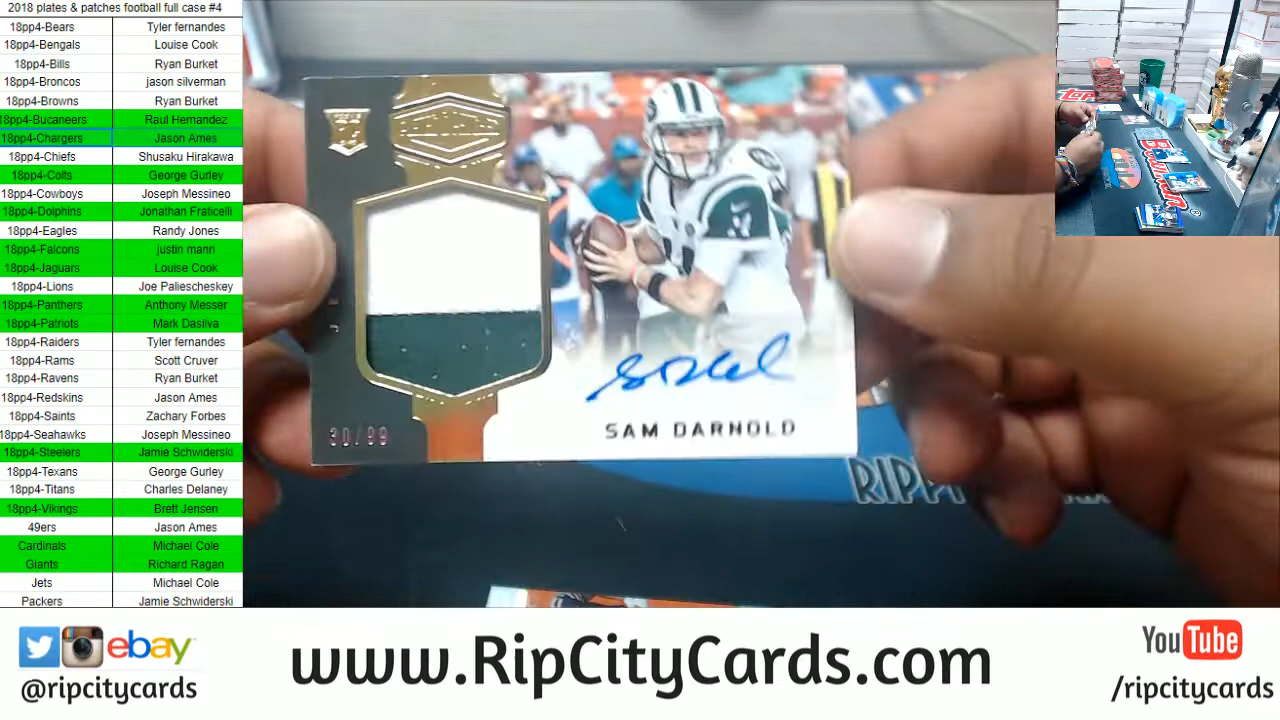 2018 plates & patches football full case #4
18pp4-Bears Tyler fernandes
18pp4-Bengals Louise Cook
18pp4-Bills Ryan Burket
18pp4-Broncos jason silverman
18pp4-Browns Ryan Burket
18pp4-Bucaneers Raul Hernandez
18pp4-Chargers Jason Ames
18pp4-Chiefs Shusaku Hirakawa
18pp4-Colts George Gurley
18pp4-Cowboys Joseph Messineo
18pp4-Dolphins Jonathan Fraticelli
18pp4-Eagles Randy Jones
18pp4-Falcons justin mann
18pp4-Jaguars Louise Cook
18pp4-Lions Joe Paliescheskey
18pp4-Panthers Anthony Messer
18pp4-Patriots Mark Dasilva
18pp4-Raiders Tyler fernandes
18pp4-Rams Scott Cruver
18pp4-Ravens Ryan Burket
18pp4-Redskins Jason Ames
18pp4-Saints Zachary Forbes
18pp4-Seahawks Joseph Messineo
18pp4-Steelers Jamie Schwiderski
18pp4-Texans George Gurley
18pp4-Titans Charles Delaney
18pp4-Vikings Brett Jensen
49ers Jason Ames
Cardinals Michael Cole
Giants Richard Ragan
Jets Michael Cole
Packers Jamie Schwiderski
30/99
SAM DARNOLD
TOPPS
Bowman
ebay
@ripcitycards
www.RipCityCards.com
YouTube
/ripcitycards